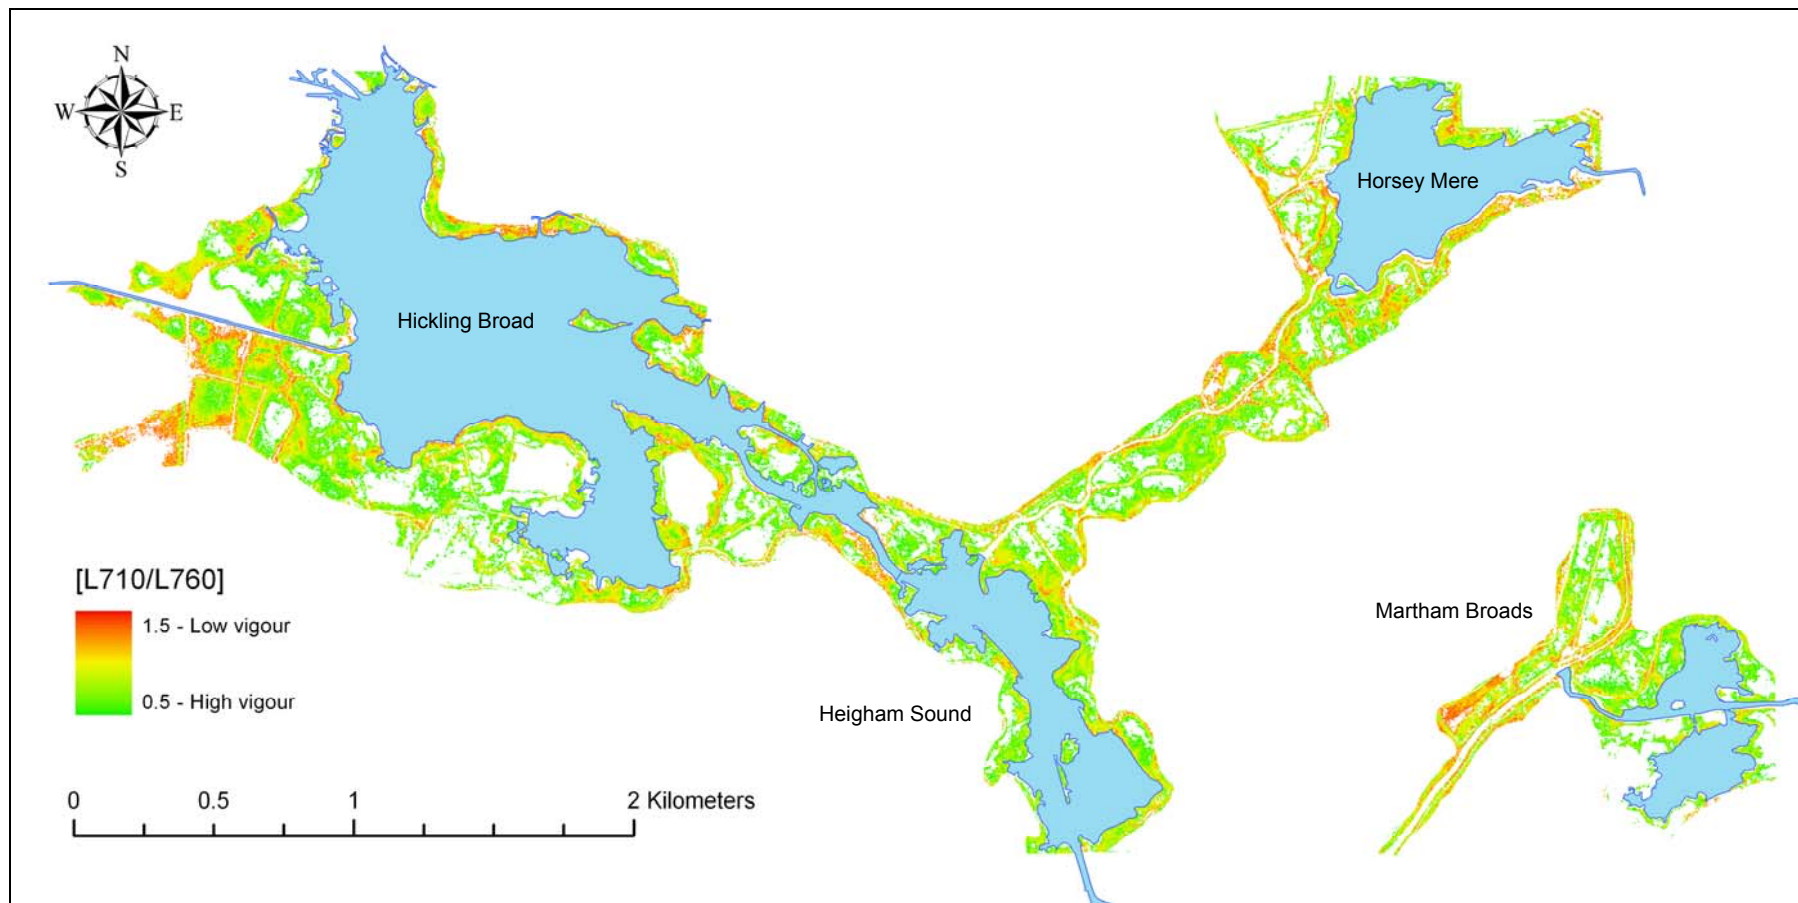 N
W E
S
Horsey Mere
Hickling Broad
[L710/L760]
1.5 - Low vigour
0.5 - High vigour
Martham Broads
Heigham Sound
0 0.5 1 2 Kilometers